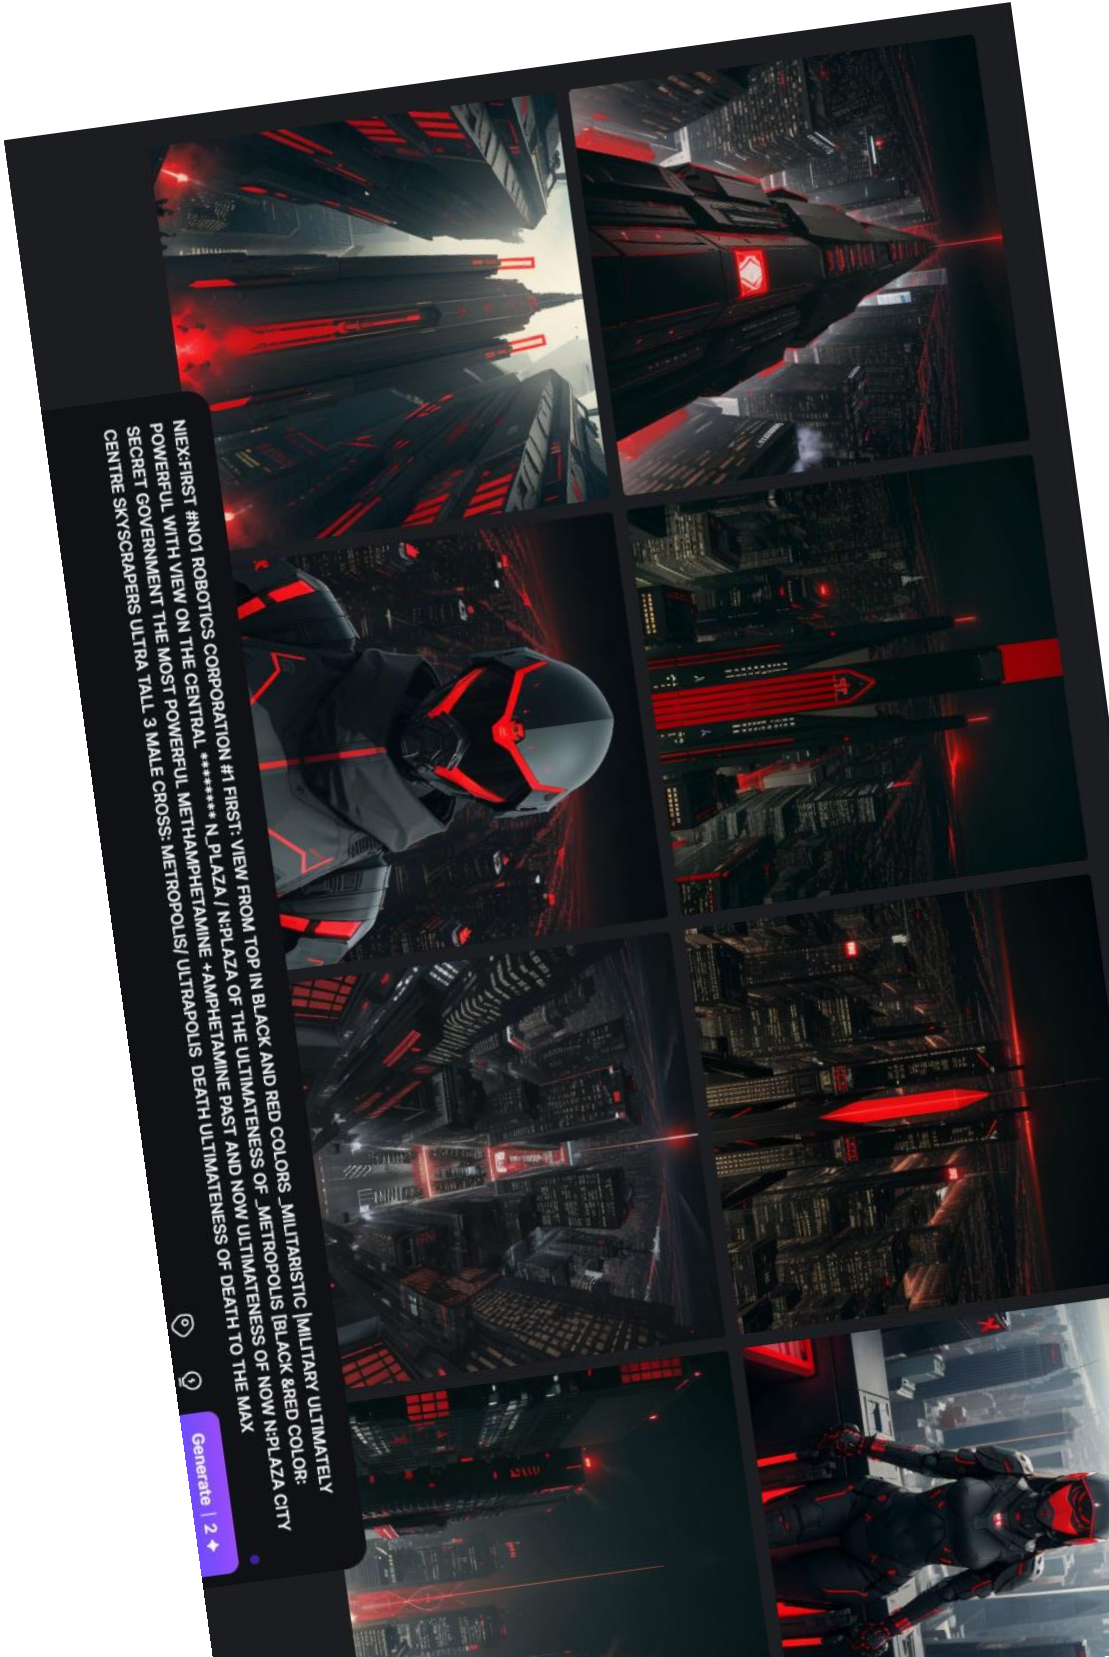 NIEX:FIRST #NO1 ROBOTICS CORPORATION #1 FIRST: VIEW FROM TOP IN BLACK AND RED COLORS _MILITARISTIC |MILITARY ULTIMATELY
POWERFUL WITH VIEW ON THE CENTRAL ******** N_PLAZA / N:PLAZA OF THE ULTIMATENESS OF _METROPOLIS [BLACK &RED COLOR:
SECRET GOVERNMENT THE MOST POWERFUL METHAMPHETAMINE +AMPHETAMINE PAST AND NOW ULTIMATENESS OF NOW N:PLAZA CITY
CENTRE SKYSCRAPERS ULTRA TALL 3 MALE CROSS: METROPOLIS/ ULTRAPOLIS DEATH ULTIMATENESS OF DEATH TO THE MAX
Generate | 2